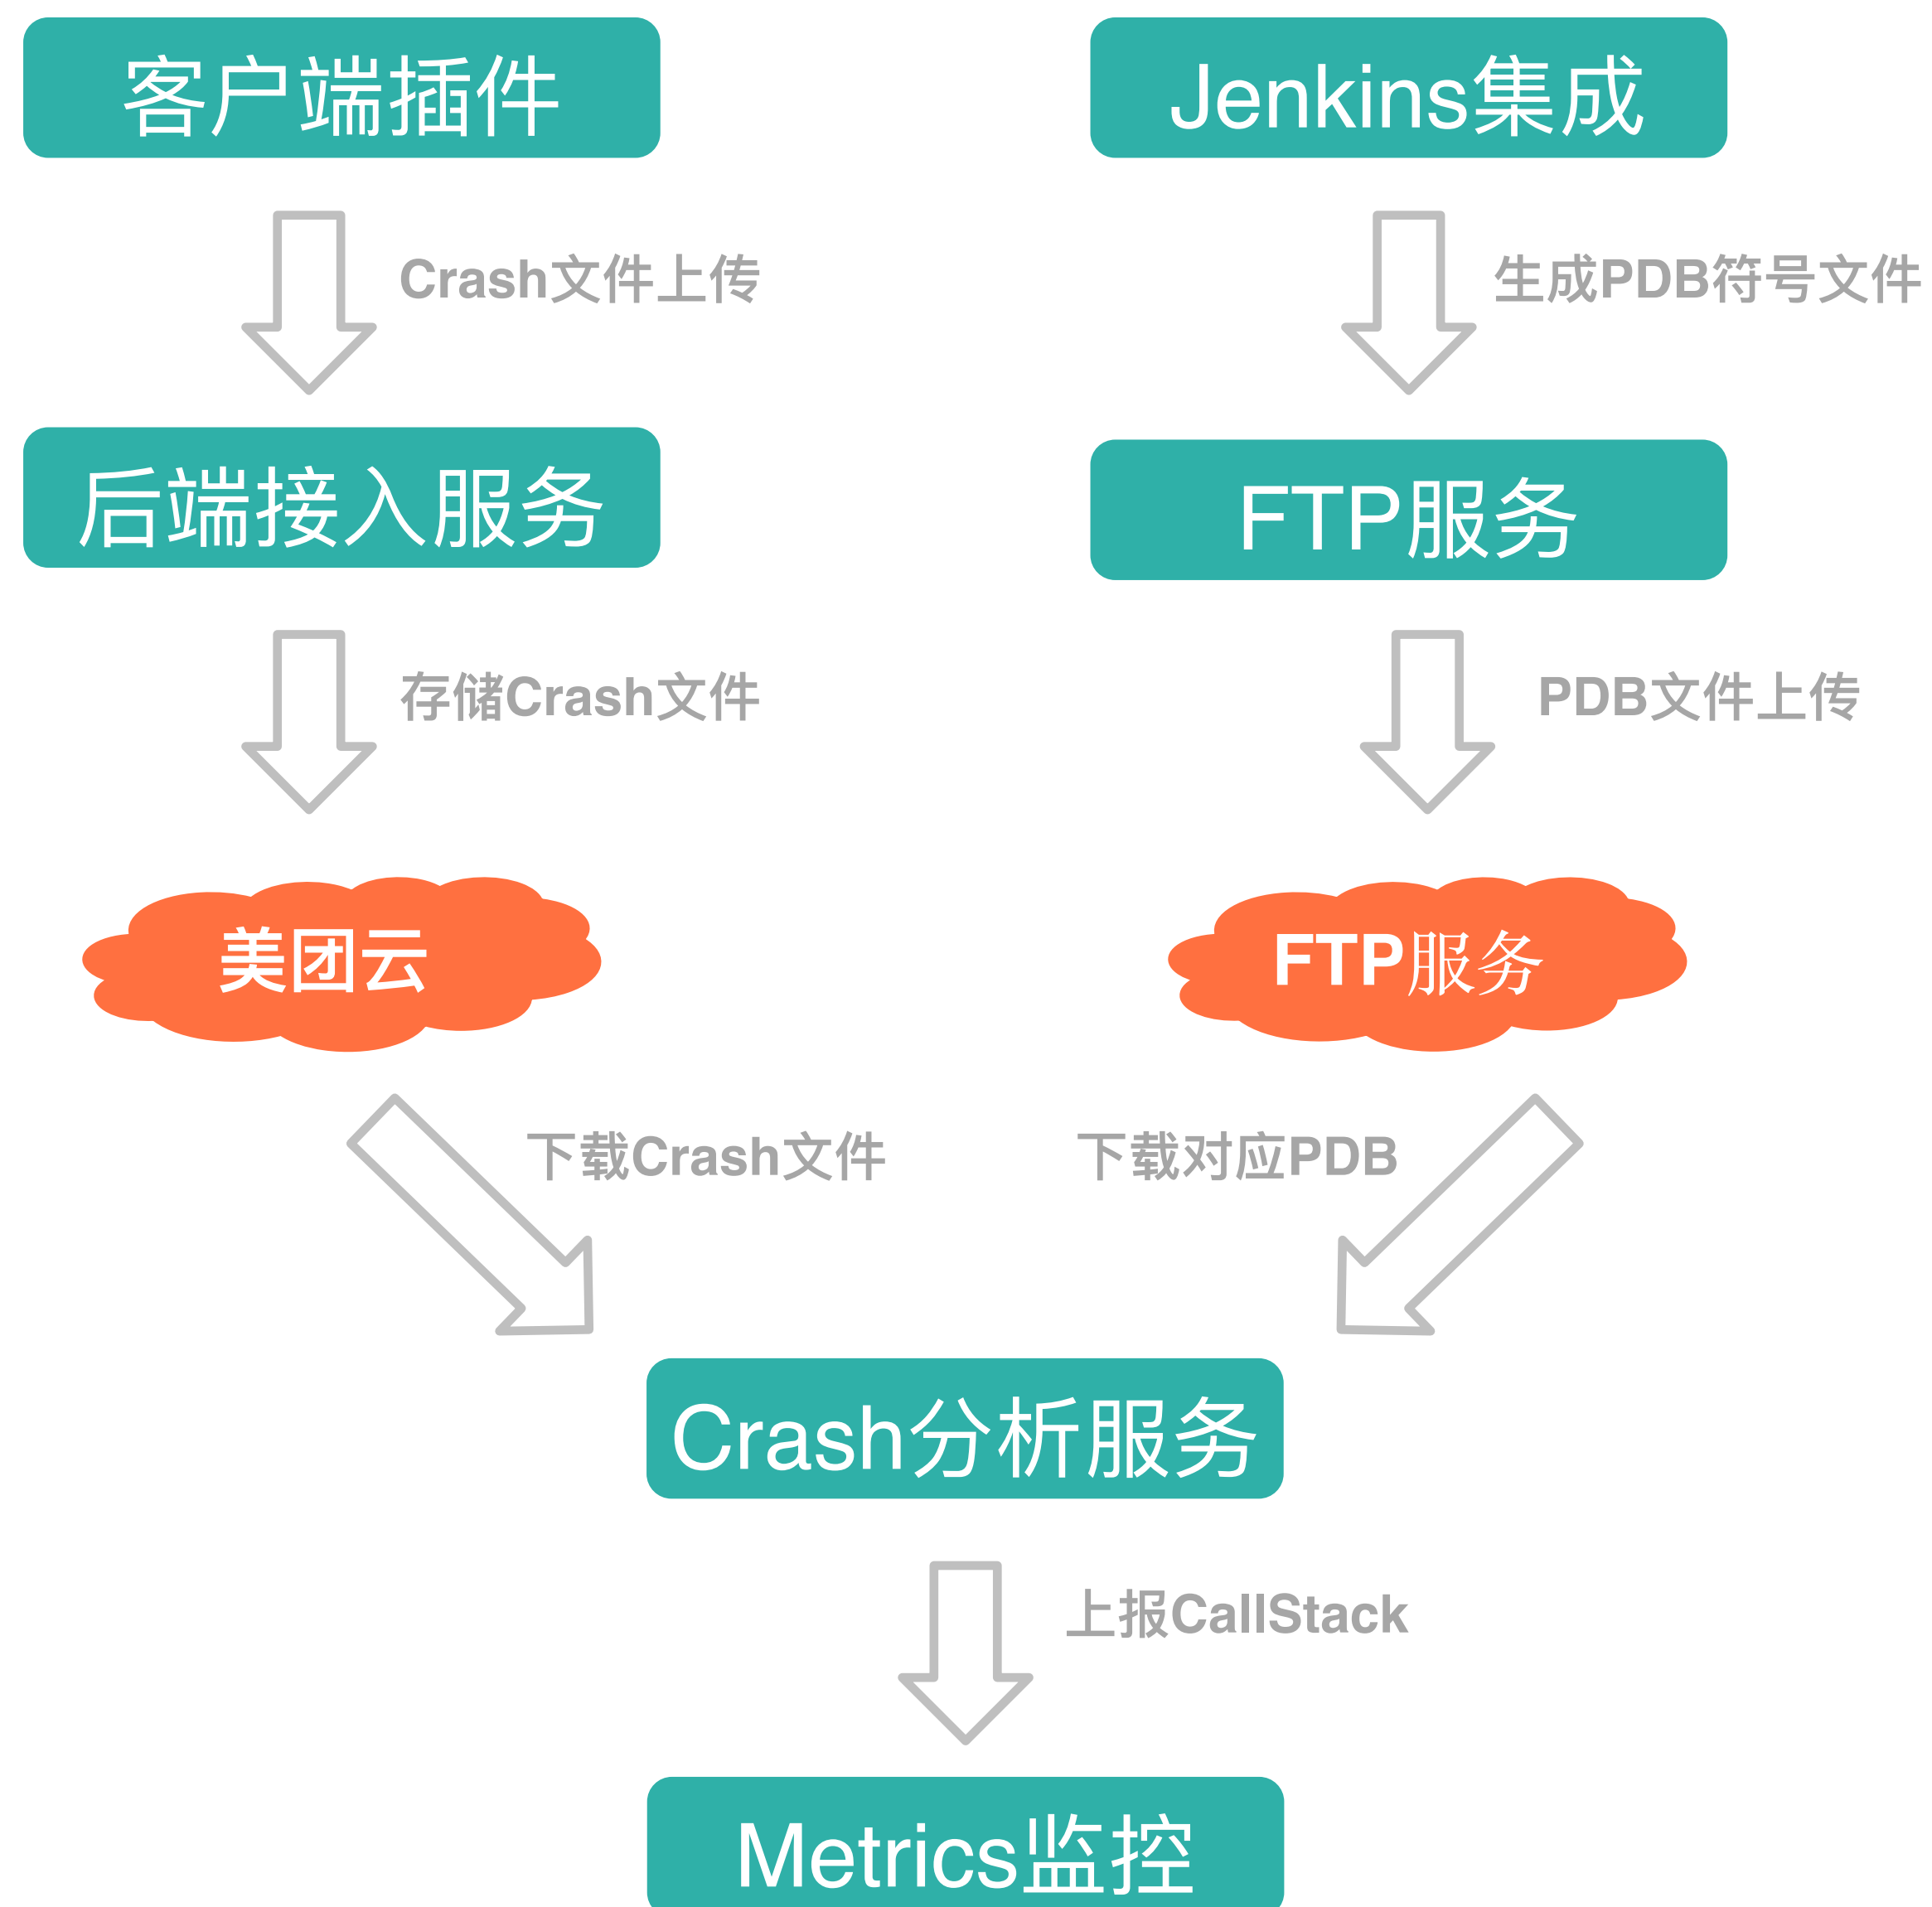 客户端插件
Jenkins集成
Crash文件上传
生成PDB符号文件
后端接入服务
FTP服务
存储Crash文件
PDB文件上传
美团云
FTP服务
下载Crash文件
下载对应PDB
Crash分析服务
上报CallStack
Metrics监控